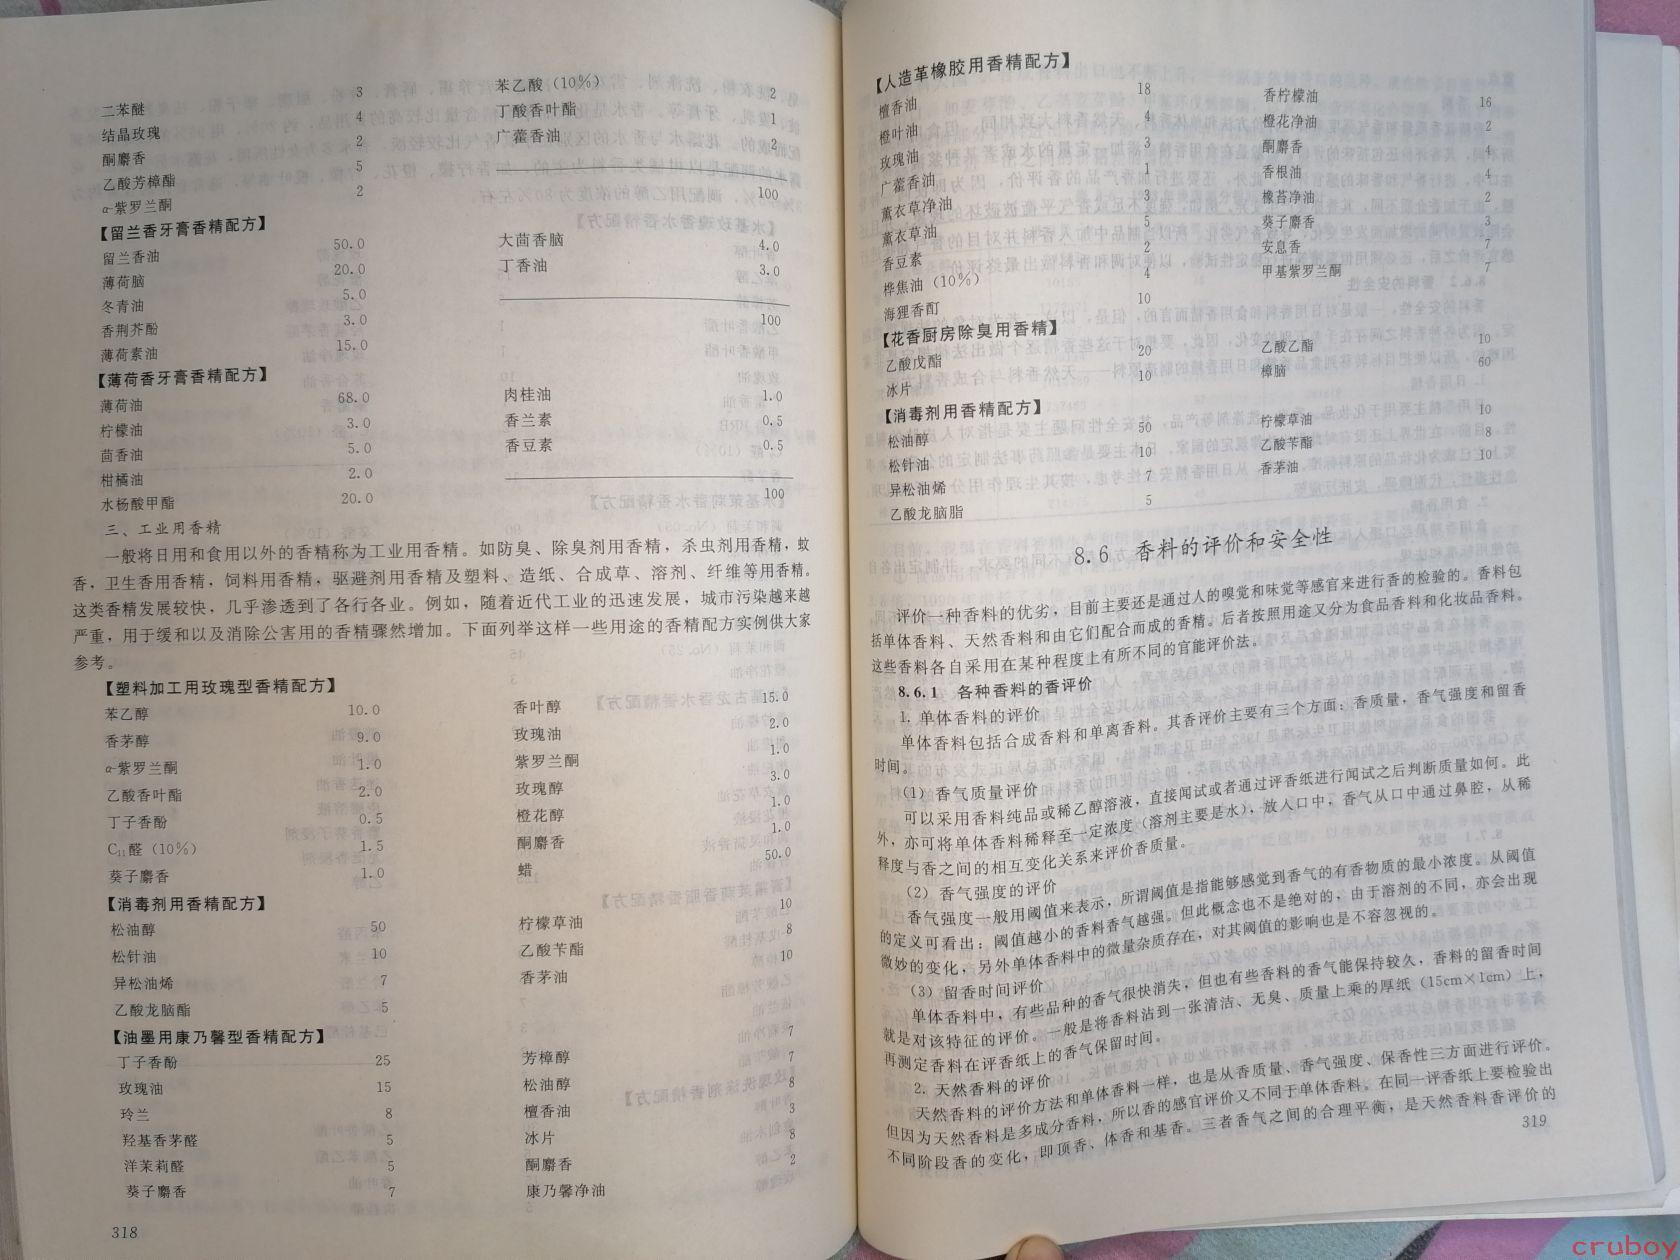 二苯醚 3 苯乙酸（10%） 2
结晶玫瑰 4 丁酸香叶酯 1
酮麝香 2 广藿香油 2
乙酸芳樟酯 5
α-紫罗兰酮 2 100
【留兰香牙膏香精配方】
留兰香油 50.0 大茴香脑 4.0
薄荷脑 20.0 丁香油 3.0
冬青油 5.0
香荆芥酚 3.0 100
薄荷素油 15.0
【薄荷香牙膏香精配方】
薄荷油 68.0 肉桂油 1.0
柠檬油 3.0 香兰素 0.5
茴香油 5.0 香豆素 0.5
柑橘油 2.0
水杨酸甲酯 20.0 100
三、工业用香精
一般将日用和食用以外的香精称为工业用香精。如防臭、除臭剂用香精，杀虫剂用香精，蚊
香，卫生香用香精，饲料用香精，驱避剂用香精及塑料、造纸、合成草、溶剂、纤维等用香精。
这类香精发展较快，几乎渗透到了各行各业。例如，随着近代工业的迅速发展，城市污染越来越
严重，用于缓和以及消除公害用的香精骤然增加。下面列举这样一些用途的香精配方实例供大家
参考。
【塑料加工用玫瑰型香精配方】
苯乙醇 10.0 香叶醇 15.0
香茅醇 9.0 玫瑰油 2.0
α-紫罗兰酮 1.0 紫罗兰酮 1.0
乙酸香叶酯 2.0 玫瑰醇 3.0
丁子香酚 0.5 橙花醇 1.0
C₁₁醛（10%） 1.5 酮麝香 1.0
葵子麝香 1.0 蜡 50.0
【消毒剂用香精配方】
松油醇 50 柠檬草油 10
松针油 10 乙酸苄酯 8
异松油烯 7 香茅油 10
乙酸龙脑酯 5
【油墨用康乃馨型香精配方】
丁子香酚 25 芳樟醇 7
玫瑰油 15 松油醇 7
玲兰 8 檀香油 8
羟基香茅醛 5 冰片 3
洋茉莉醛 5 酮麝香 8
葵子麝香 7 康乃馨净油 2
318
【人造革橡胶用香精配方】
檀香油 18 香柠檬油 16
橙叶油 4 橙花净油 2
玫瑰油 3 酮麝香 4
广藿香油 1 香根油 4
薰衣草净油 3 橡苔净油 2
薰衣草油 5 葵子麝香 3
香豆素 2 安息香 7
桦焦油（10%） 4 甲基紫罗兰酮 7
海狸香酊 10
【花香厨房除臭用香精】
乙酸戊酯 20 乙酸乙酯 10
冰片 10 樟脑 60
【消毒剂用香精配方】
松油醇 50 柠檬草油 10
松针油 10 乙酸苄酯 8
异松油烯 7 香茅油 10
乙酸龙脑脂 5
8.6 香料的评价和安全性
评价一种香料的优劣，目前主要还是通过人的嗅觉和味觉等感官来进行香的检验的。香料包
括单体香料、天然香料和由它们配合而成的香精。后者按照用途又分为食品香料和化妆品香料。
这些香料各自采用在某种程度上有所不同的官能评价法。
8.6.1 各种香料的香评价
1. 单体香料的评价
单体香料包括合成香料和单离香料。其香评价主要有三个方面：香质量，香气强度和留香
时间。
（1）香气质量评价
可以采用香料纯品或稀乙醇溶液，直接闻试或者通过评香纸进行闻试之后判断质量如何。此
外，亦可将单体香料稀释至一定浓度（溶剂主要是水），放人口中，香气从口中通过鼻腔，从稀
释度与香之间的相互变化关系来评价香质量。
（2）香气强度的评价
香气强度一般用阈值来表示，所谓阈值是指能够感觉到香气的有香物质的最小浓度。从阈值
的定义可看出：阈值越小的香料香气越强。但此概念也不是绝对的，由于溶剂的不同，亦会出现
微妙的变化，另外单体香料中的微量杂质存在，对其阈值的影响也是不容忽视的。
（3）留香时间评价
单体香料中，有些品种的香气很快消失，但也有些香料的香气能保持较久，香料的留香时间
就是对该特征的评价。一般是将香料沾到一张清洁、无臭、质量上乘的厚纸（15cm×1cm）上，
再测定香料在评香纸上的香气保留时间。
2. 天然香料的评价
天然香料的评价方法和单体香料一样，也是从香质量、香气强度、保香性三方面进行评价。
但因为天然香料是多成分香料，所以香的感官评价又不同于单体香料。在同一评香纸上要检验出
不同阶段香的变化，即顶香、体香和基香。三者香气之间的合理平衡，是天然香料香评价的
319
cruboy